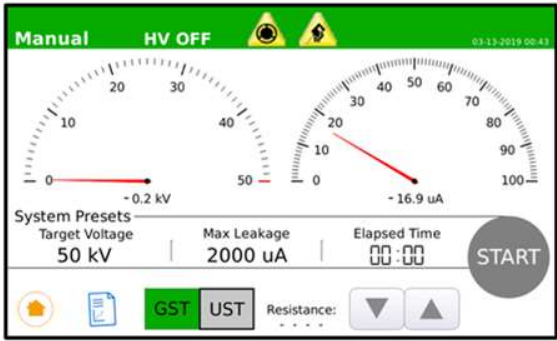 Manual HV OFF 03-13-2019 00:43
0 10 20 30 40 50
- 0.2 kV
0 10 20 30 40 50 60 70 80 90 100
- 16.9 uA
System Presets
Target Voltage Max Leakage Elapsed Time
50 kV 2000 uA 00:00
START
GST UST Resistance:
- - - -